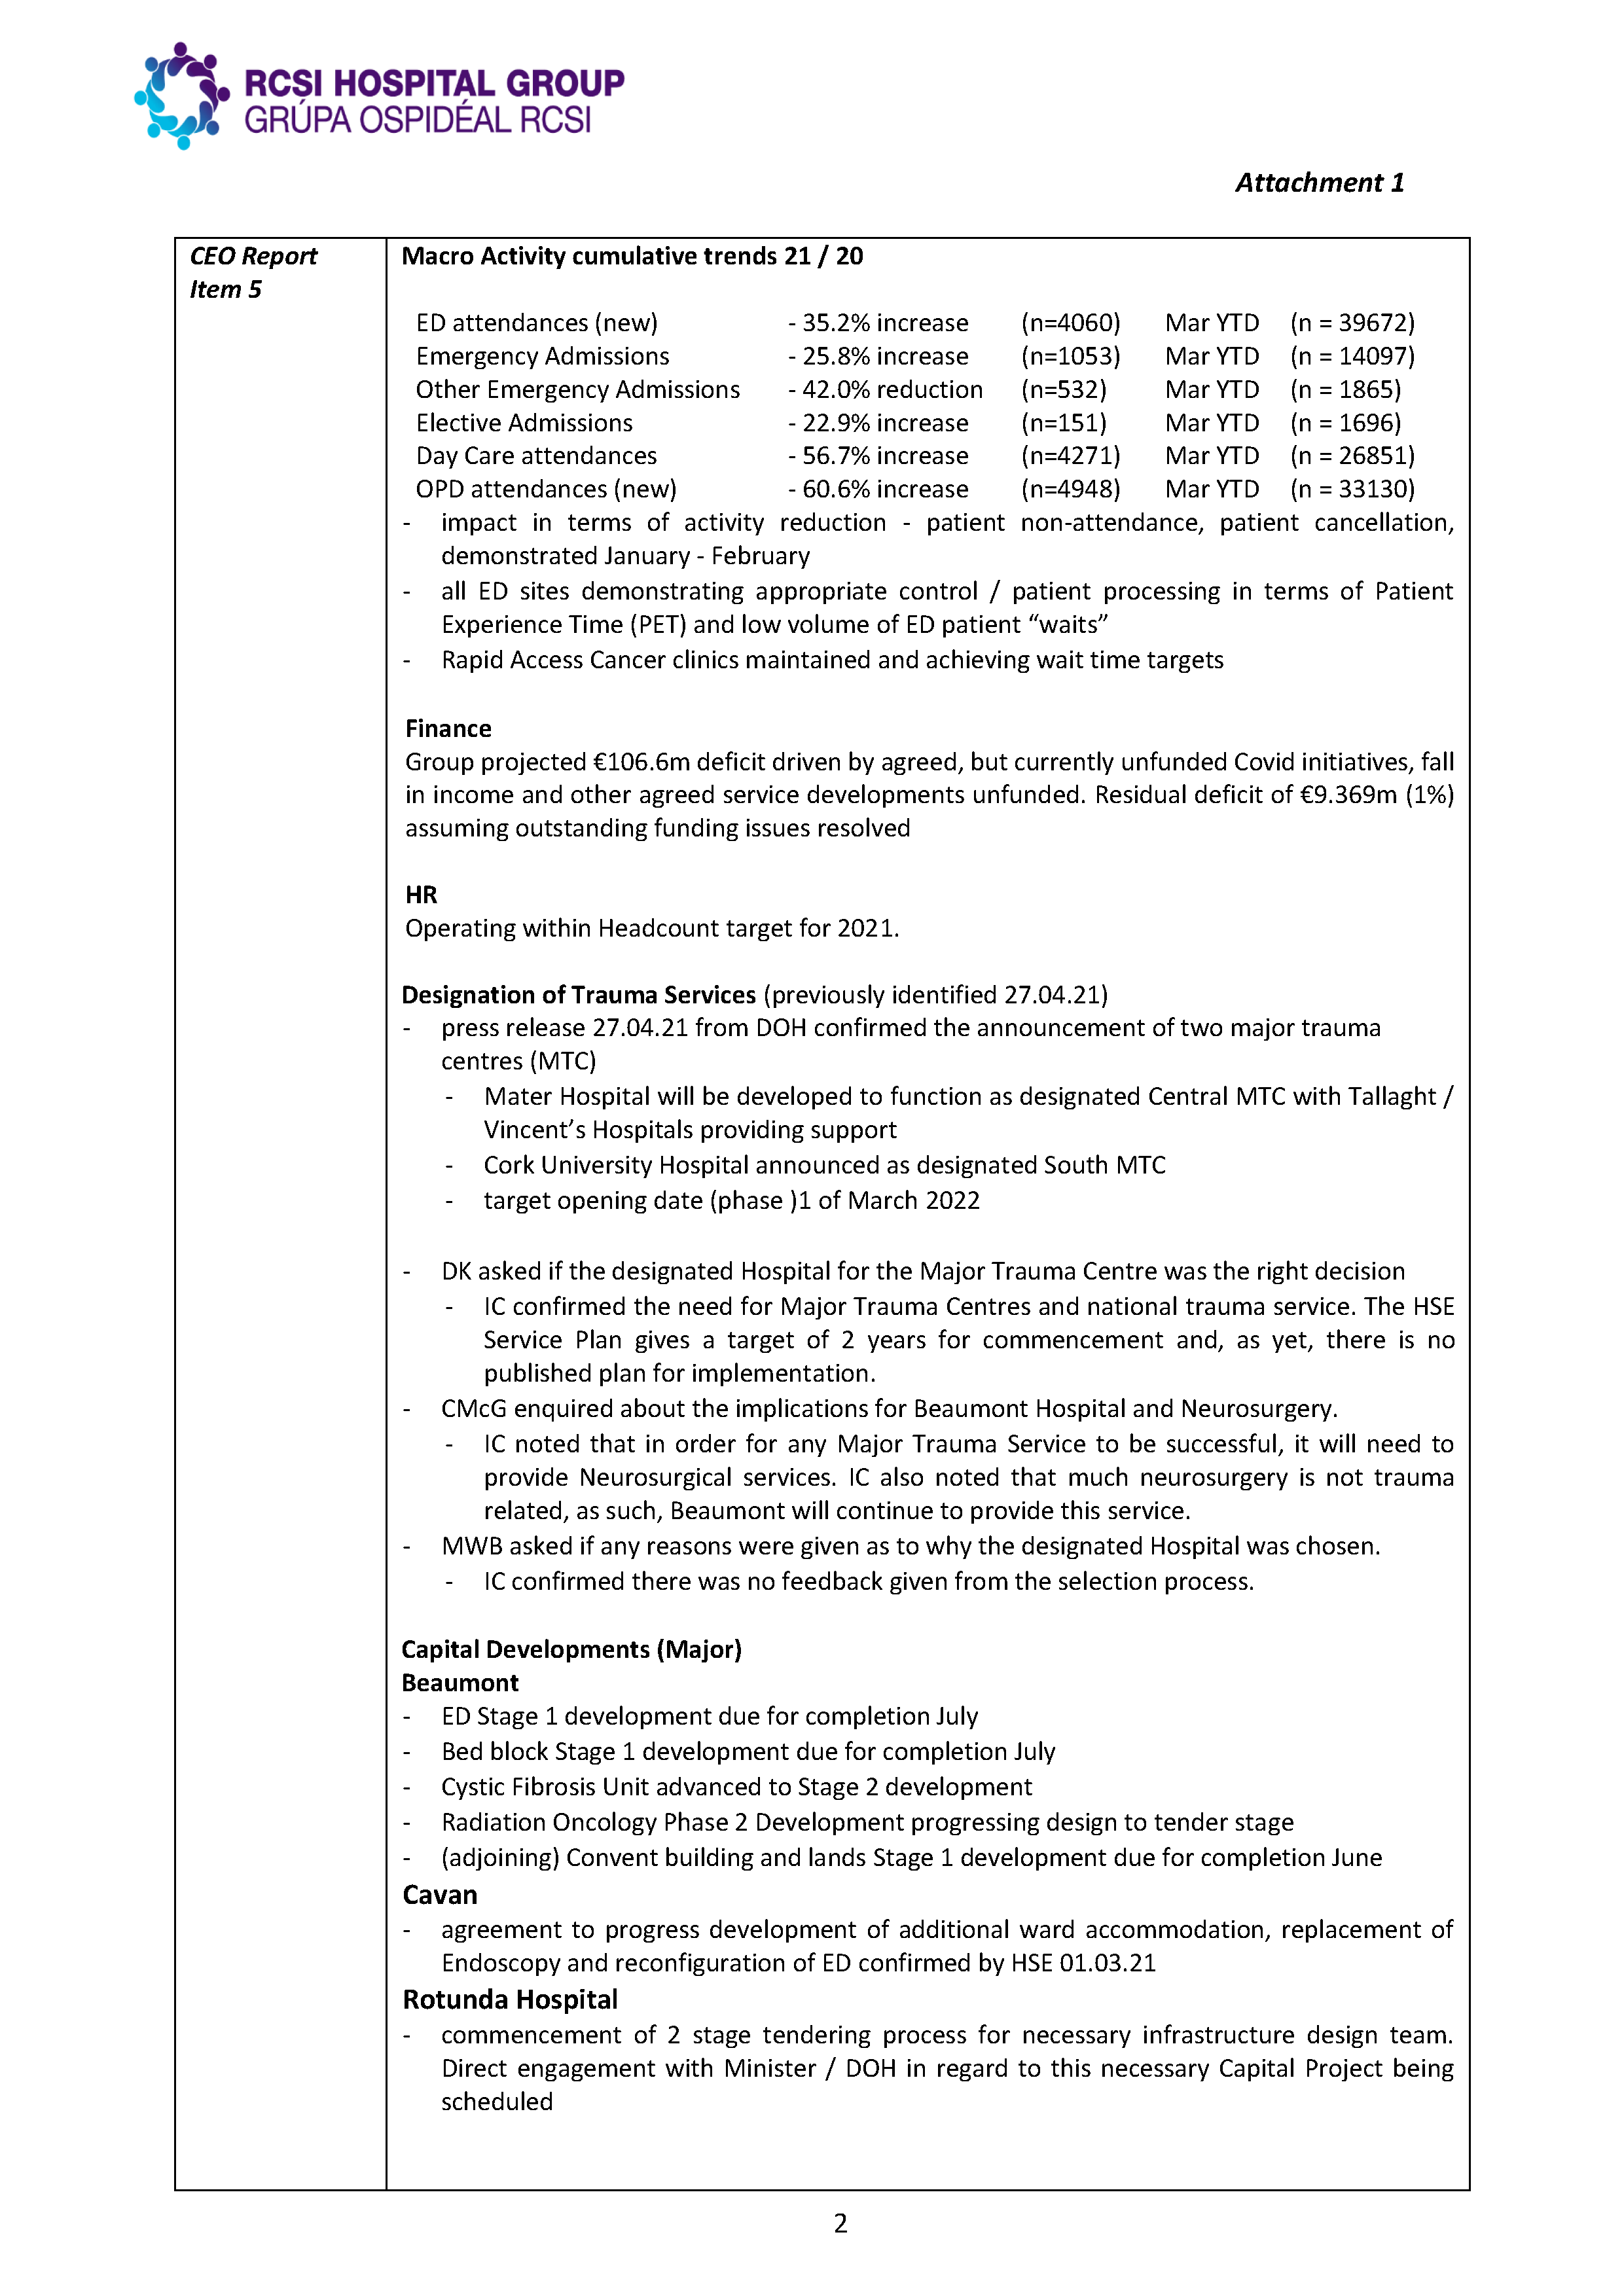 RCSI HOSPITAL GROUP
GRÚPA OSPIDÉAL RCSI
Attachment 1
CEO Report
Item 5
Macro Activity cumulative trends 21 / 20
ED attendances (new) - 35.2% increase (n=4060) Mar YTD (n = 39672)
Emergency Admissions - 25.8% increase (n=1053) Mar YTD (n = 14097)
Other Emergency Admissions - 42.0% reduction (n=532) Mar YTD (n = 1865)
Elective Admissions - 22.9% increase (n=151) Mar YTD (n = 1696)
Day Care attendances - 56.7% increase (n=4271) Mar YTD (n = 26851)
OPD attendances (new) - 60.6% increase (n=4948) Mar YTD (n = 33130)
- impact in terms of activity reduction - patient non-attendance, patient cancellation,
demonstrated January - February
- all ED sites demonstrating appropriate control / patient processing in terms of Patient
Experience Time (PET) and low volume of ED patient “waits”
- Rapid Access Cancer clinics maintained and achieving wait time targets
Finance
Group projected €106.6m deficit driven by agreed, but currently unfunded Covid initiatives, fall
in income and other agreed service developments unfunded. Residual deficit of €9.369m (1%)
assuming outstanding funding issues resolved
HR
Operating within Headcount target for 2021.
Designation of Trauma Services (previously identified 27.04.21)
- press release 27.04.21 from DOH confirmed the announcement of two major trauma
centres (MTC)
- Mater Hospital will be developed to function as designated Central MTC with Tallaght /
Vincent’s Hospitals providing support
- Cork University Hospital announced as designated South MTC
- target opening date (phase )1 of March 2022
- DK asked if the designated Hospital for the Major Trauma Centre was the right decision
- IC confirmed the need for Major Trauma Centres and national trauma service. The HSE
Service Plan gives a target of 2 years for commencement and, as yet, there is no
published plan for implementation.
- CMcG enquired about the implications for Beaumont Hospital and Neurosurgery.
- IC noted that in order for any Major Trauma Service to be successful, it will need to
provide Neurosurgical services. IC also noted that much neurosurgery is not trauma
related, as such, Beaumont will continue to provide this service.
- MWB asked if any reasons were given as to why the designated Hospital was chosen.
- IC confirmed there was no feedback given from the selection process.
Capital Developments (Major)
Beaumont
- ED Stage 1 development due for completion July
- Bed block Stage 1 development due for completion July
- Cystic Fibrosis Unit advanced to Stage 2 development
- Radiation Oncology Phase 2 Development progressing design to tender stage
- (adjoining) Convent building and lands Stage 1 development due for completion June
Cavan
- agreement to progress development of additional ward accommodation, replacement of
Endoscopy and reconfiguration of ED confirmed by HSE 01.03.21
Rotunda Hospital
- commencement of 2 stage tendering process for necessary infrastructure design team.
Direct engagement with Minister / DOH in regard to this necessary Capital Project being
scheduled
2